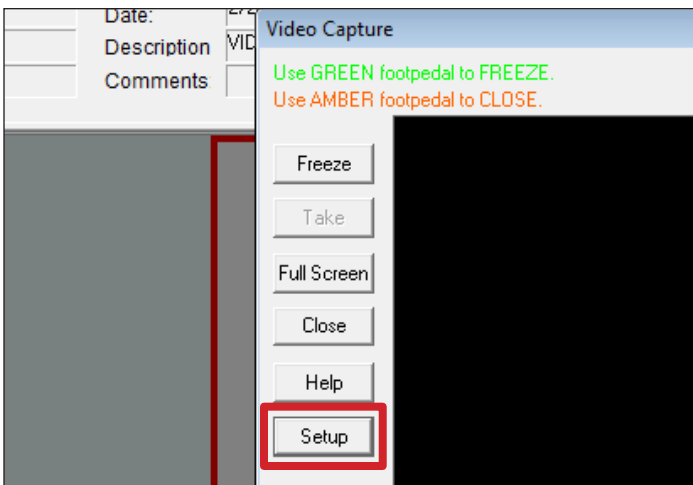 Date:
Description VID
Comments
Video Capture
Use GREEN footpedal to FREEZE.
Use AMBER footpedal to CLOSE.
Freeze
Take
Full Screen
Close
Help
Setup